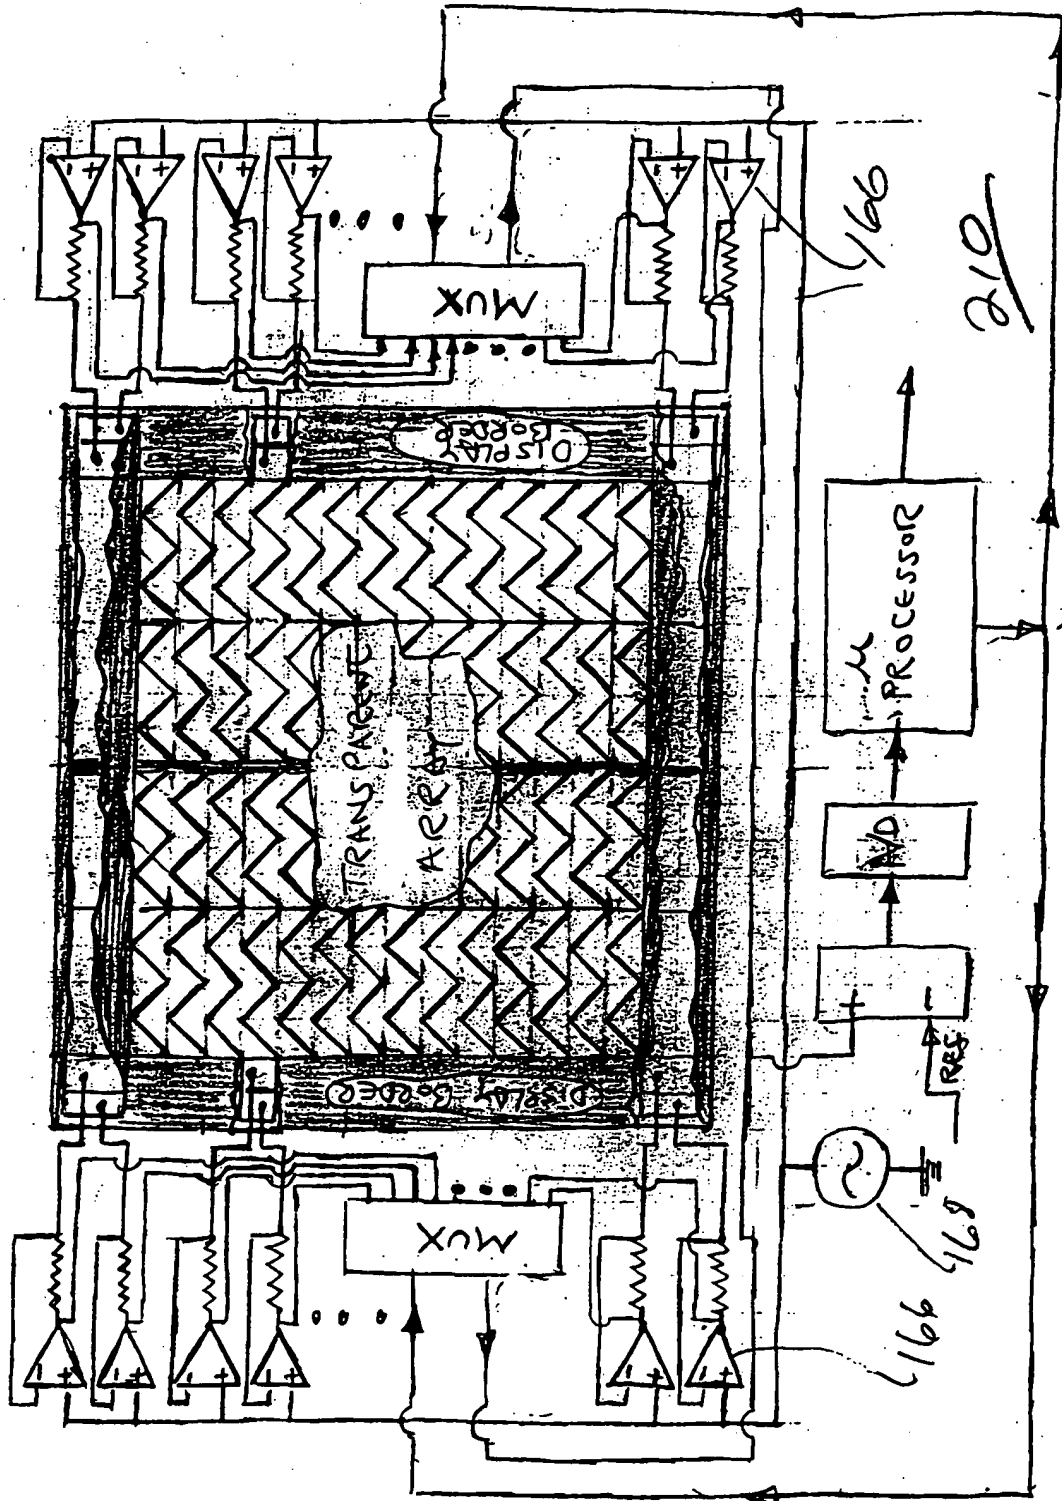 MUX
DISPLAY
BORDER
TRANSPARENT
ARRAY
DISPLAY BORDER
MUX
166
210
µ
PROCESSOR
A/D
+
−
REF.
168
166